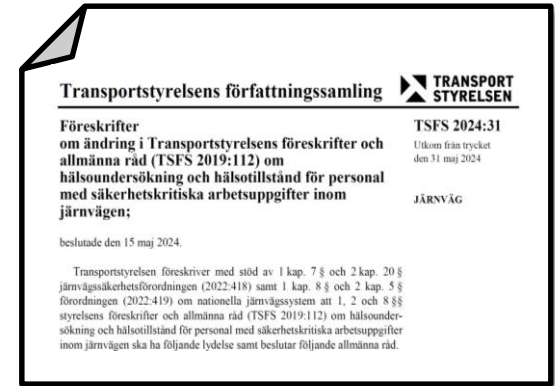 Transportstyrelsens författningssamling
TRANSPORT
STYRELSEN
Föreskrifter
om ändring i Transportstyrelsens föreskrifter och
allmänna råd (TSFS 2019:112) om
hälsoundersökning och hälsotillstånd för personal
med säkerhetskritiska arbetsuppgifter inom
järnvägen;
TSFS 2024:31
Utkom från trycket
den 31 maj 2024
JÄRNVÄG
beslutade den 15 maj 2024.
Transportstyrelsen föreskriver med stöd av 1 kap. 7 § och 2 kap. 20 §
järnvägssäkerhetsförordningen (2022:418) samt 1 kap. 8 § och 2 kap. 5 §
förordningen (2022:419) om nationella järnvägssystem att 1, 2 och 8 §§
styrelsens föreskrifter och allmänna råd (TSFS 2019:112) om hälsounder-
sökning och hälsotillstånd för personal med säkerhetskritiska arbetsuppgifter
inom järnvägen ska ha följande lydelse samt beslutar följande allmänna råd.